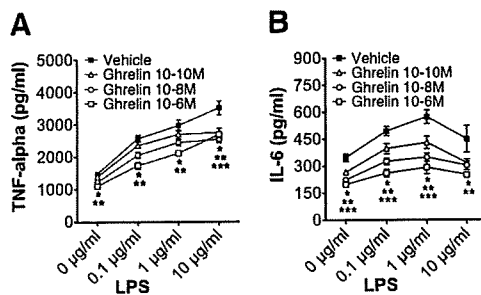 A
TNF-alpha (pg/ml)
5000
4000
3000
2000
1000
0
Vehicle
Ghrelin 10-10M
Ghrelin 10-8M
Ghrelin 10-6M
*
**
*
**
*
**
*
**
***
0 µg/ml
0.1 µg/ml
1 µg/ml
10 µg/ml
LPS
B
IL-6 (pg/ml)
900
750
600
450
300
150
0
Vehicle
Ghrelin 10-10M
Ghrelin 10-8M
Ghrelin 10-6M
*
**
***
*
**
***
*
**
***
*
**
0 µg/ml
0.1 µg/ml
1 µg/ml
10 µg/ml
LPS